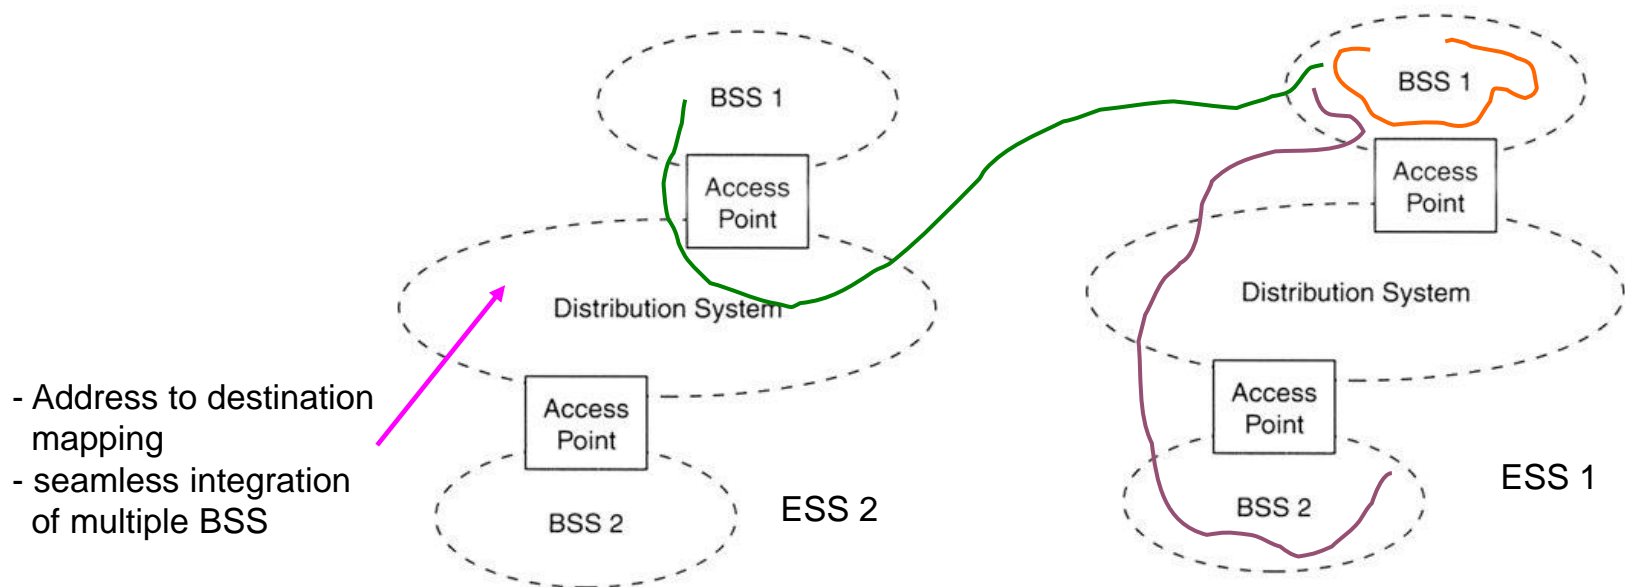 BSS 1
Access
Point
Distribution System
- Address to destination
mapping
- seamless integration
of multiple BSS
Access
Point
BSS 2
ESS 2
BSS 1
Access
Point
Distribution System
Access
Point
BSS 2
ESS 1